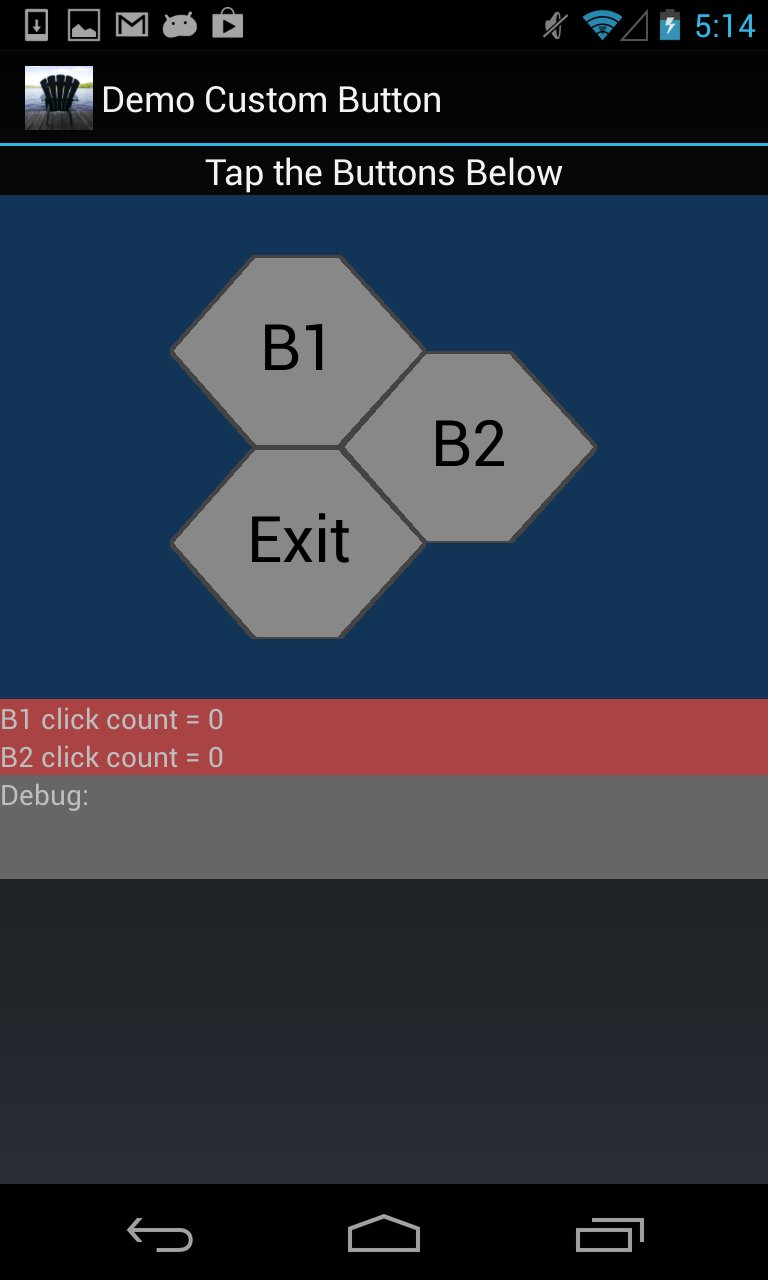 5:14
Demo Custom Button
Tap the Buttons Below
B1
B2
Exit
B1 click count = 0
B2 click count = 0
Debug: